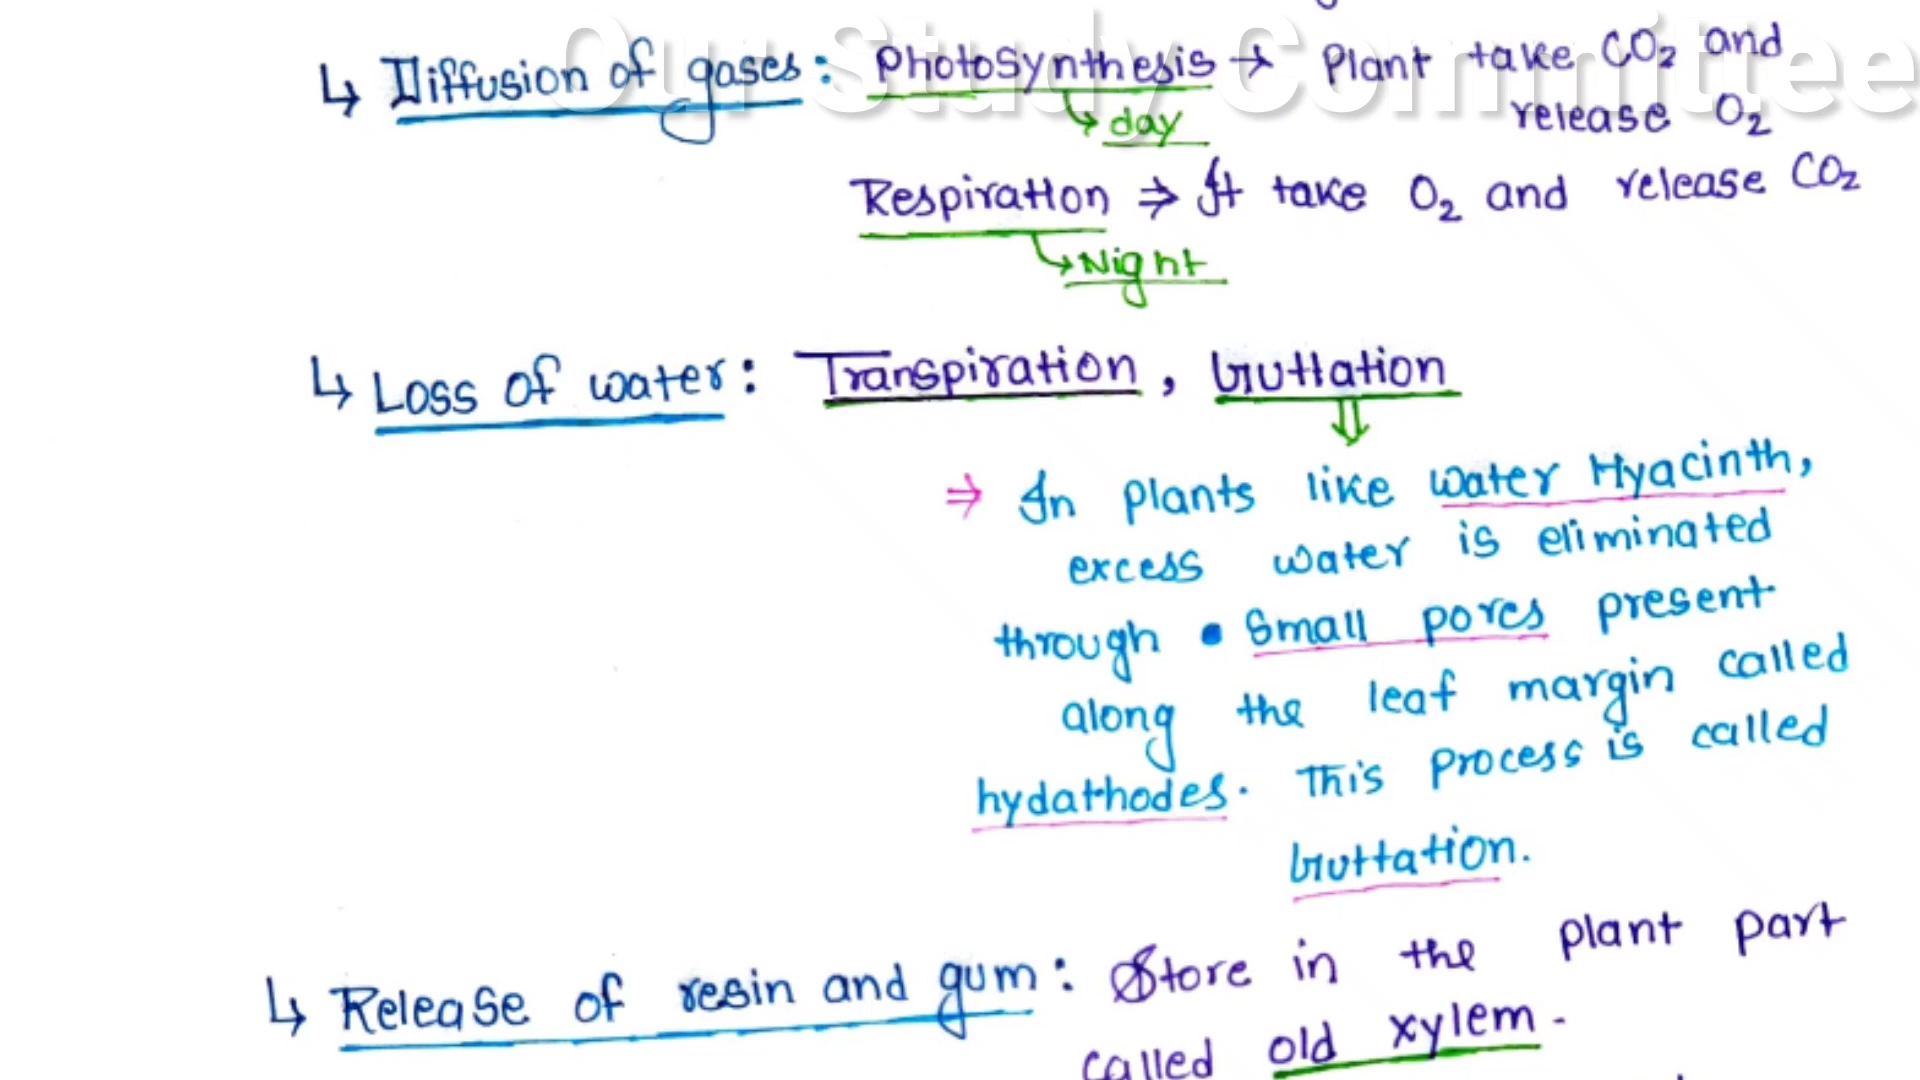 Our Study Committee
↳ Diffusion of gases: Photosynthesis → Plant take CO₂ and
release O₂
↳ day
Respiration ⇒ It take O₂ and release CO₂
↳ Night
↳ Loss of water: Transpiration, Guttation
⇒ In plants like water Hyacinth,
excess water is eliminated
through • Small pores present
along the leaf margin called
hydathodes. This process is called
Guttation.
↳ Release of resin and gum: Store in the plant part
called old xylem.